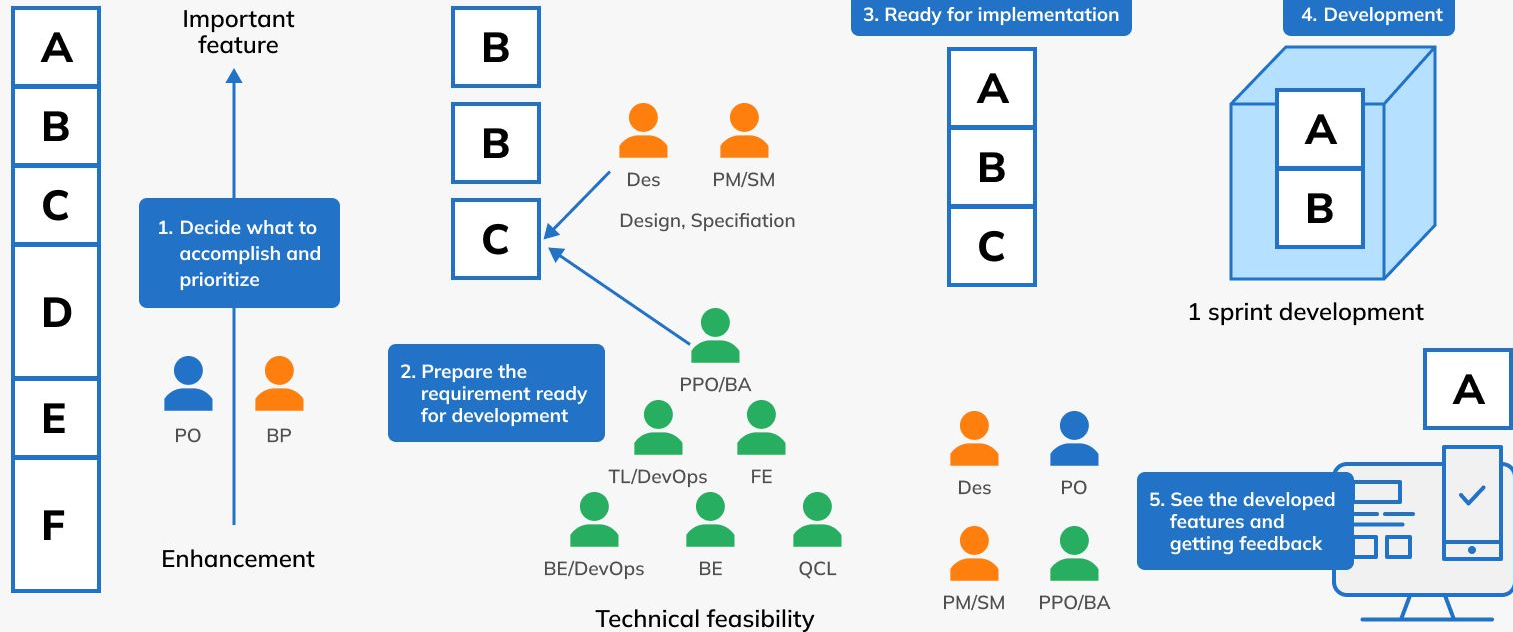 A
B
C
D
E
F
Important
feature
1. Decide what to
accomplish and
prioritize
PO
BP
Enhancement
B
B
C
Des
PM/SM
Design, Specifiation
2. Prepare the
requirement ready
for development
PPO/BA
TL/DevOps
FE
BE/DevOps
BE
QCL
Technical feasibility
3. Ready for implementation
A
B
C
Des
PO
PM/SM
PPO/BA
4. Development
A
B
1 sprint development
A
5. See the developed
features and
getting feedback